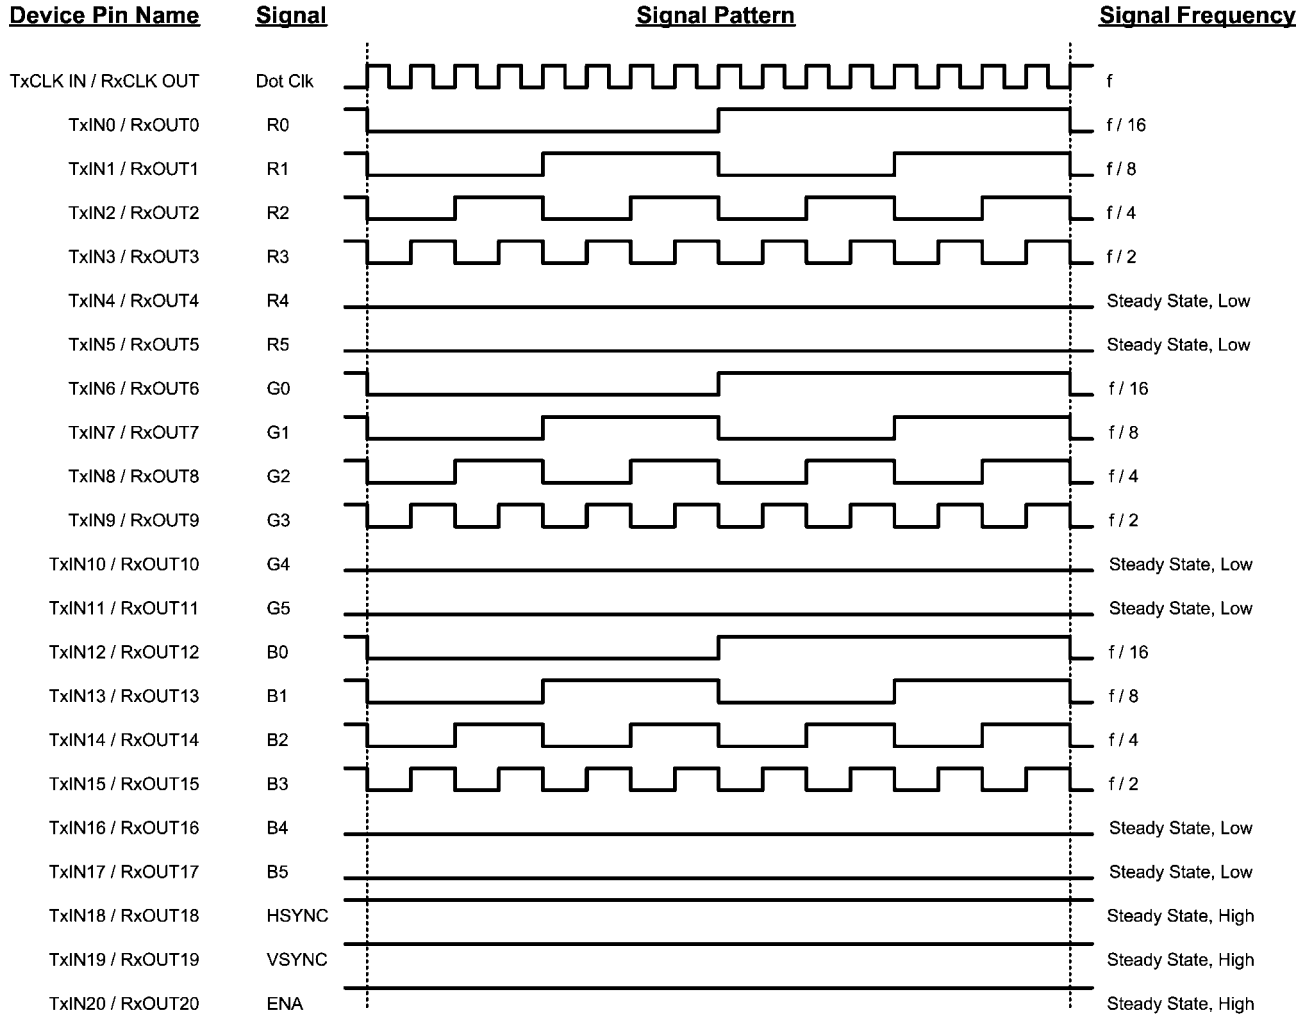 Device Pin Name Signal Signal Pattern Signal Frequency
TxCLK IN / RxCLK OUT Dot Clk f
TxIN0 / RxOUT0 R0 f / 16
TxIN1 / RxOUT1 R1 f / 8
TxIN2 / RxOUT2 R2 f / 4
TxIN3 / RxOUT3 R3 f / 2
TxIN4 / RxOUT4 R4 Steady State, Low
TxIN5 / RxOUT5 R5 Steady State, Low
TxIN6 / RxOUT6 G0 f / 16
TxIN7 / RxOUT7 G1 f / 8
TxIN8 / RxOUT8 G2 f / 4
TxIN9 / RxOUT9 G3 f / 2
TxIN10 / RxOUT10 G4 Steady State, Low
TxIN11 / RxOUT11 G5 Steady State, Low
TxIN12 / RxOUT12 B0 f / 16
TxIN13 / RxOUT13 B1 f / 8
TxIN14 / RxOUT14 B2 f / 4
TxIN15 / RxOUT15 B3 f / 2
TxIN16 / RxOUT16 B4 Steady State, Low
TxIN17 / RxOUT17 B5 Steady State, Low
TxIN18 / RxOUT18 HSYNC Steady State, High
TxIN19 / RxOUT19 VSYNC Steady State, High
TxIN20 / RxOUT20 ENA Steady State, High